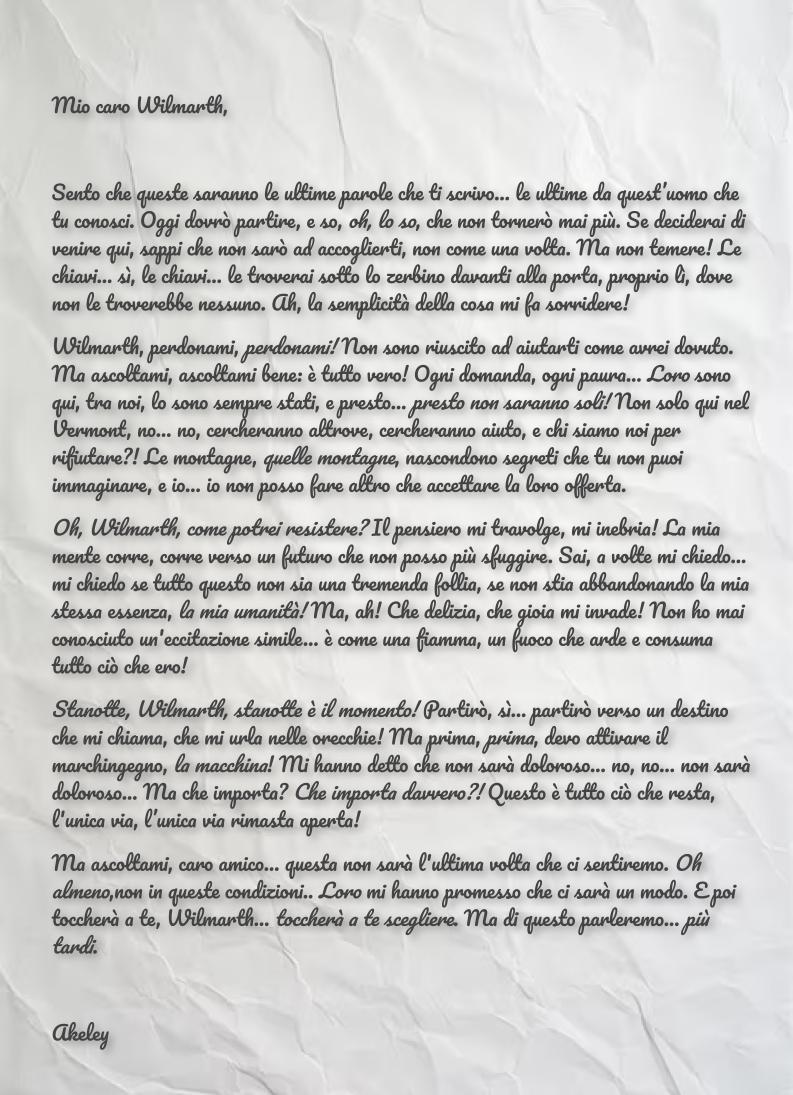 Mio caro Wilmarth,
Sento che queste saranno le ultime parole che ti scrivo... le ultime da quest'uomo che
tu conosci. Oggi dovrò partire, e so, oh, lo so, che non tornerò mai più. Se deciderai di
venire qui, sappi che non sarò ad accoglierti, non come una volta. Ma non temere! Le
chiavi... sì, le chiavi... le troverai sotto lo zerbino davanti alla porta, proprio lì, dove
non le troverebbe nessuno. Ah, la semplicità della cosa mi fa sorridere!
Wilmarth, perdonami, perdonami! Non sono riuscito ad aiutarti come avrei dovuto.
Ma ascoltami, ascoltami bene: è tutto vero! Ogni domanda, ogni paura... Loro sono
qui, tra noi, lo sono sempre stati, e presto... presto non saranno soli! Non solo qui nel
Vermont, no... no, cercheranno altrove, cercheranno aiuto, e chi siamo noi per
rifiutare?! Le montagne, quelle montagne, nascondono segreti che tu non puoi
immaginare, e io... io non posso fare altro che accettare la loro offerta.
Oh, Wilmarth, come potrei resistere? Il pensiero mi travolge, mi inebria! La mia
mente corre, corre verso un futuro che non posso più sfuggire. Sai, a volte mi chiedo...
mi chiedo se tutto questo non sia una tremenda follia, se non stia abbandonando la mia
stessa essenza, la mia umanità! Ma, ah! Che delizia, che gioia mi invade! Non ho mai
conosciuto un'eccitazione simile... è come una fiamma, un fuoco che arde e consuma
tutto ciò che ero!
Stanotte, Wilmarth, stanotte è il momento! Partirò, sì... partirò verso un destino
che mi chiama, che mi urla nelle orecchie! Ma prima, prima, devo attivare il
marchingegno, la macchina! Mi hanno detto che non sarà doloroso... no, no... non sarà
doloroso... Ma che importa? Che importa davvero?! Questo è tutto ciò che resta,
l'unica via, l'unica via rimasta aperta!
Ma ascoltami, caro amico... questa non sarà l'ultima volta che ci sentiremo. Oh
almeno,non in queste condizioni.. Loro mi hanno promesso che ci sarà un modo. E poi
toccherà a te, Wilmarth... toccherà a te scegliere. Ma di questo parleremo... più
tardi.
Akeley